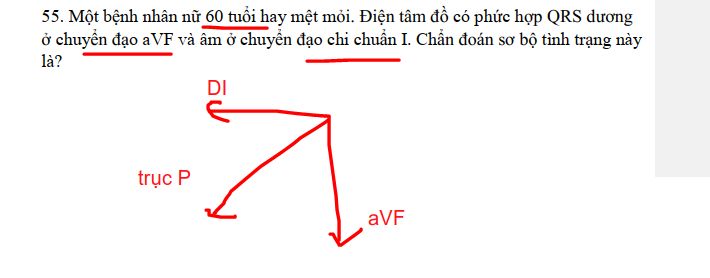 55. Một bệnh nhân nữ 60 tuổi hay mệt mỏi. Điện tâm đồ có phức hợp QRS dương
ở chuyển đạo aVF và âm ở chuyển đạo chi chuẩn I. Chẩn đoán sơ bộ tình trạng này
là?
DI
trục P
aVF